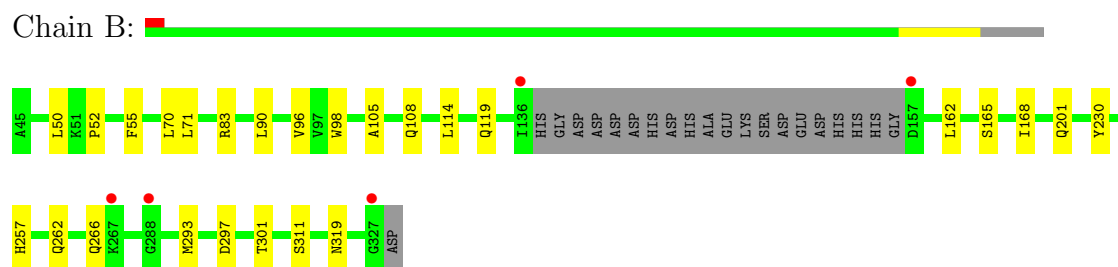 Chain B:
A45 L50 K51 P52 F55 L70 L71 R83 L90 V96 V97 W98 A105 Q108 L114 Q119 I136 HIS GLY ASP ASP ASP ASP HIS ASP HIS ALA GLU LYS SER ASP GLU ASP HIS HIS HIS GLY D157 L162 S165 I168 Q201 Y230
H257 Q262 Q266 K267 G288 M293 D297 T301 S311 N319 G327 ASP